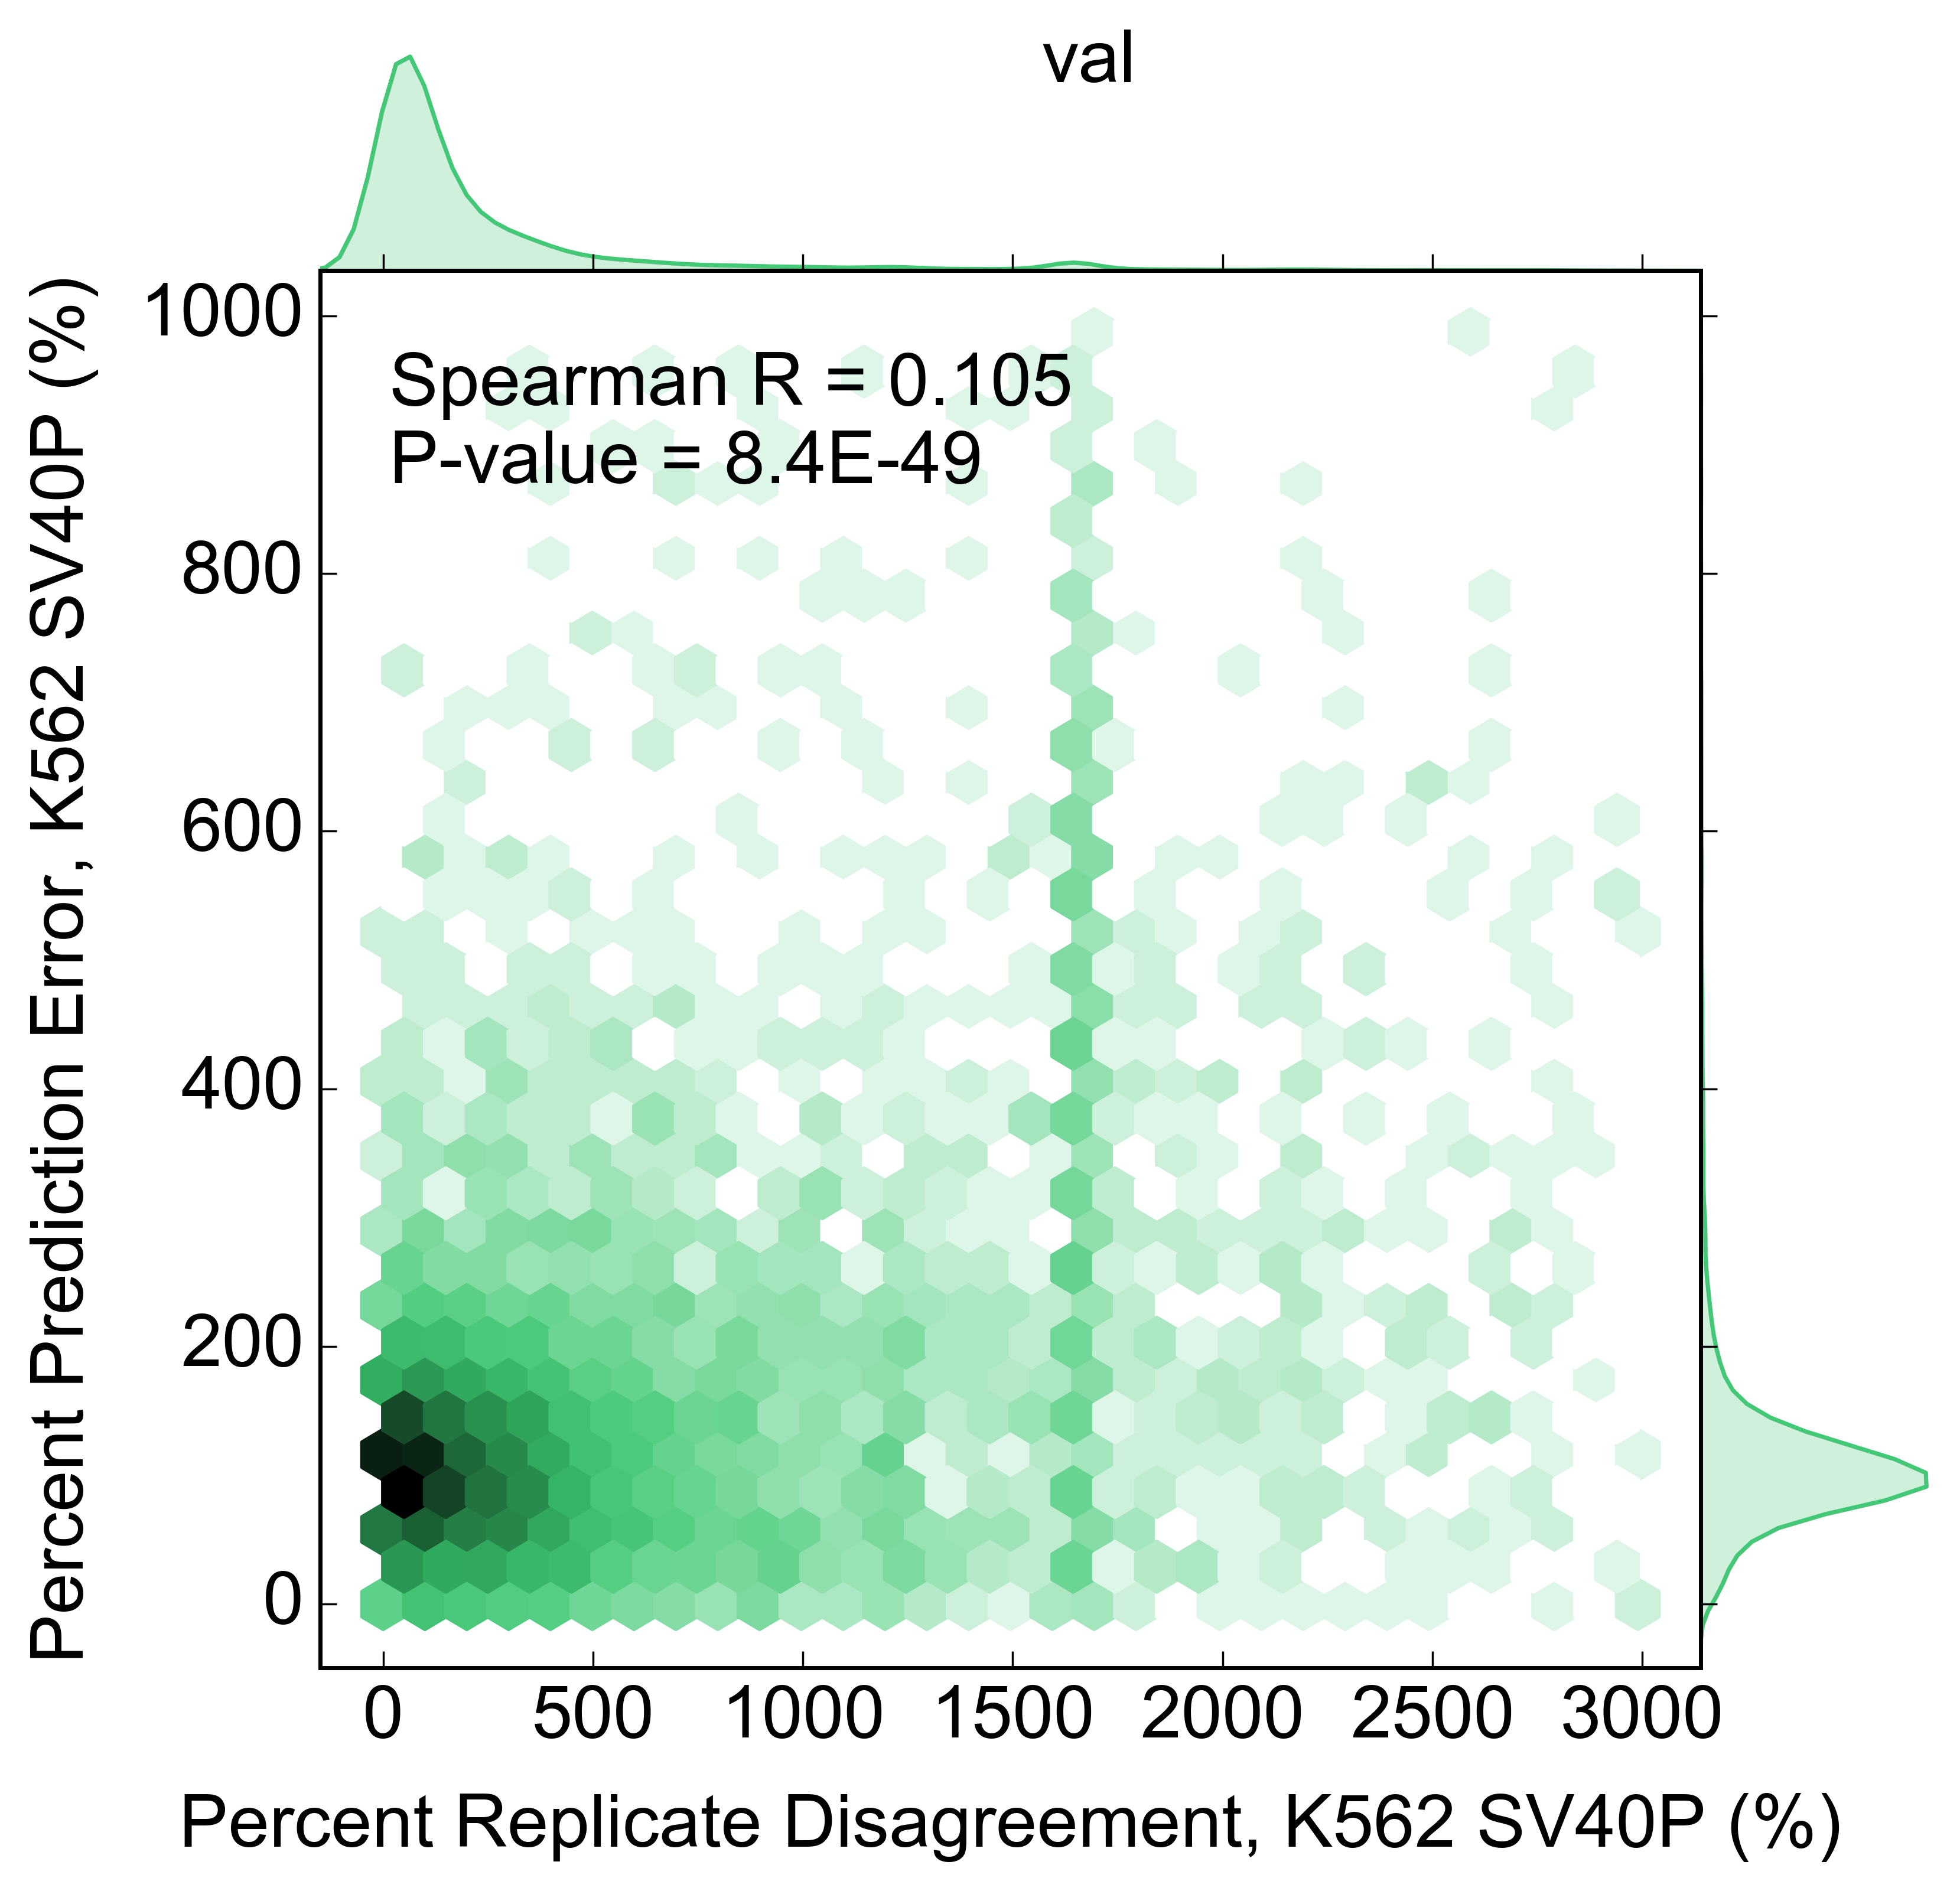 val
Spearman R = 0.105
P-value = 8.4E-49
Percent Prediction Error, K562 SV40P (%)
1000
800
600
400
200
0
0 500 1000 1500 2000 2500 3000
Percent Replicate Disagreement, K562 SV40P (%)